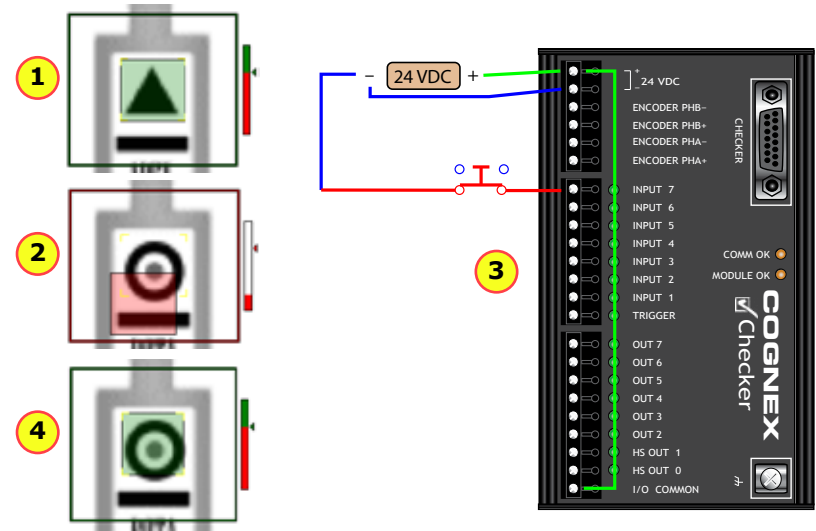 1
2
3
4
− 24 VDC +
+
24 VDC
−
ENCODER PHB−
ENCODER PHB+
ENCODER PHA−
ENCODER PHA+
CHECKER
INPUT 7
INPUT 6
INPUT 5
INPUT 4
INPUT 3
INPUT 2
INPUT 1
TRIGGER
COMM OK
MODULE OK
OUT 7
OUT 6
OUT 5
OUT 4
OUT 3
OUT 2
HS OUT 1
HS OUT 0
I/O COMMON
COGNEX
Checker